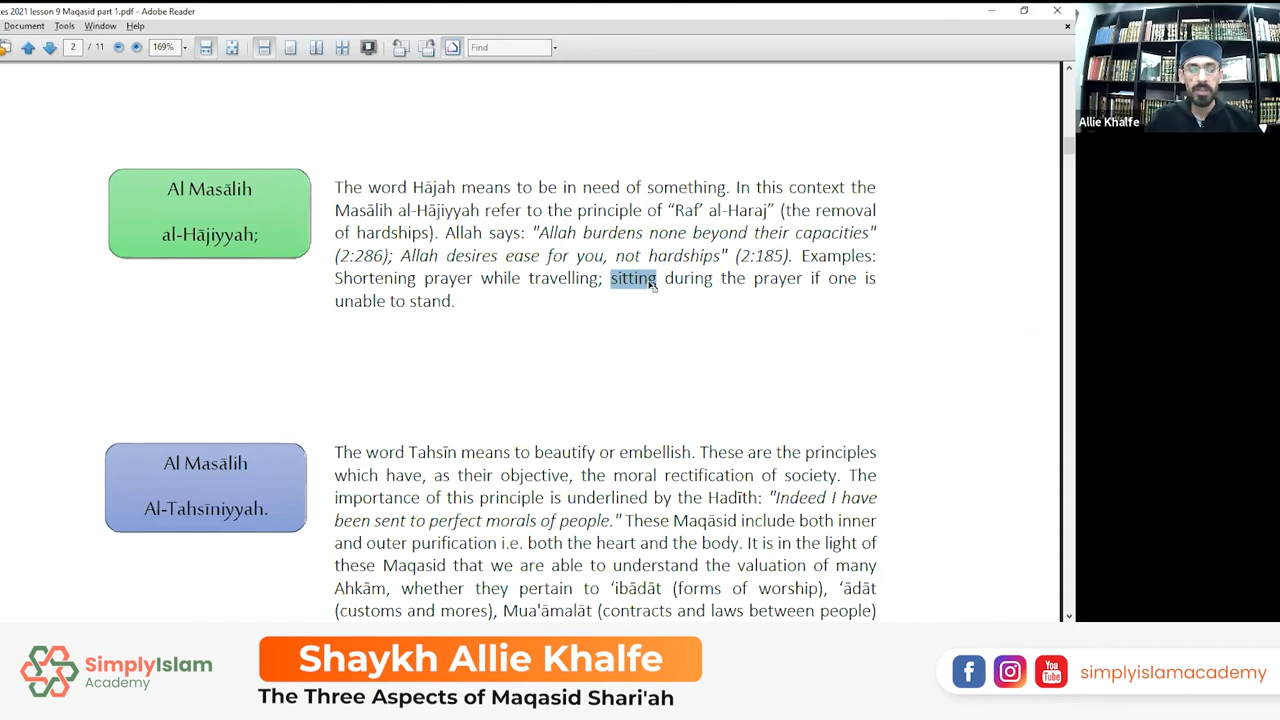 es 2021 lesson 9 Maqasid part 1.pdf - Adobe Reader
Document Tools Window Help
2 / 11 169% Find
Allie Khalfe
Al Masālih
al-Hājiyyah;
The word Hājah means to be in need of something. In this context the
Masālih al-Hājiyyah refer to the principle of “Raf’ al-Haraj” (the removal
of hardships). Allah says: "Allah burdens none beyond their capacities"
(2:286); Allah desires ease for you, not hardships" (2:185). Examples:
Shortening prayer while travelling; sitting during the prayer if one is
unable to stand.
Al Masālih
Al-Tahsīniyyah.
The word Tahsīn means to beautify or embellish. These are the principles
which have, as their objective, the moral rectification of society. The
importance of this principle is underlined by the Hadīth: "Indeed I have
been sent to perfect morals of people." These Maqāsid include both inner
and outer purification i.e. both the heart and the body. It is in the light of
these Maqasid that we are able to understand the valuation of many
Ahkām, whether they pertain to ‘ibādāt (forms of worship), ‘ādāt
(customs and mores), Mua'āmalāt (contracts and laws between people)
SimplyIslam
Academy
Shaykh Allie Khalfe
The Three Aspects of Maqasid Shari'ah
You
Tube
simplyislamacademy